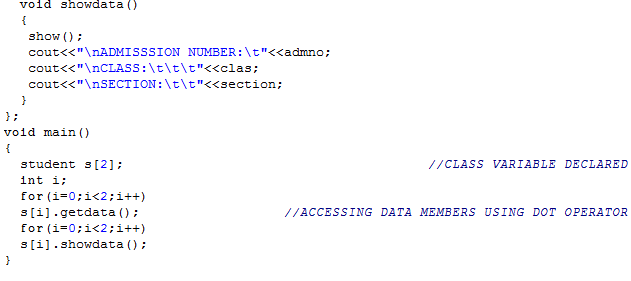 void showdata()
{
show();
cout<<"\nADMISSSION NUMBER:\t"<<admno;
cout<<"\nCLASS:\t\t\t"<<clas;
cout<<"\nSECTION:\t\t"<<section;
}
};
void main()
{
student s[2]; //CLASS VARIABLE DECLARED
int i;
for(i=0;i<2;i++)
s[i].getdata(); //ACCESSING DATA MEMBERS USING DOT OPERATOR
for(i=0;i<2;i++)
s[i].showdata();
}